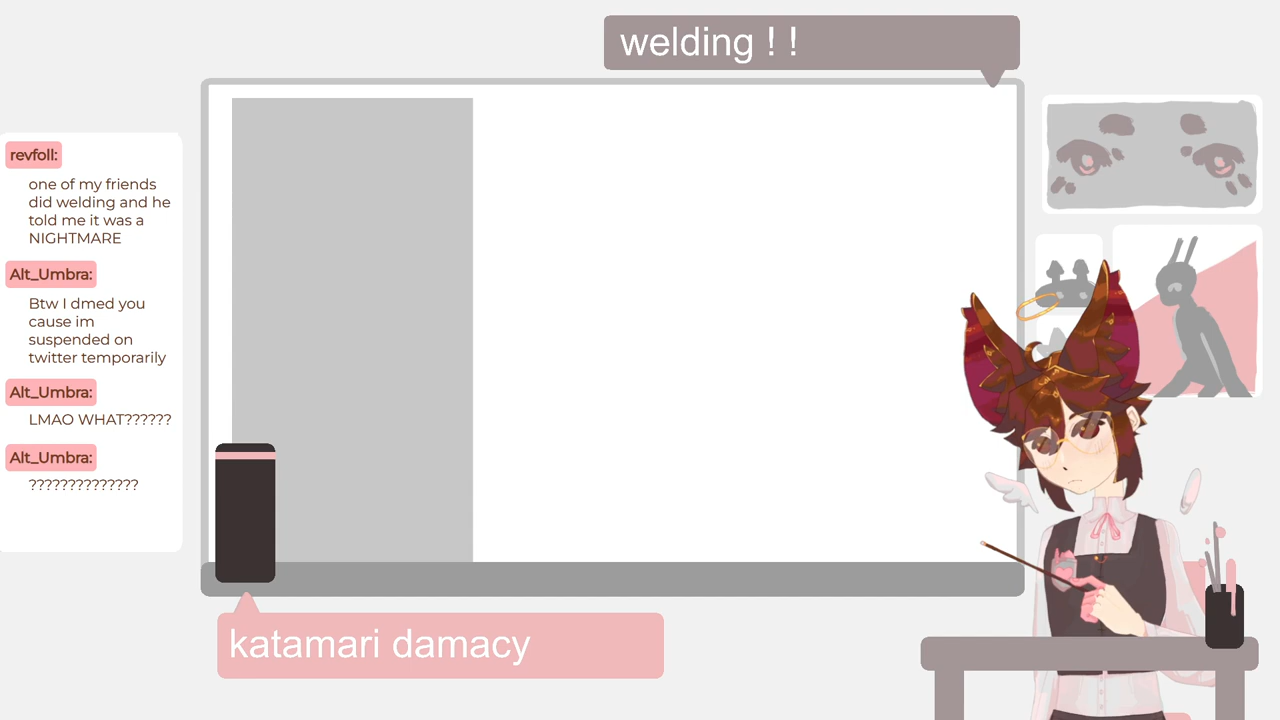 welding ! !
revfoll:
one of my friends
did welding and he
told me it was a
NIGHTMARE
Alt_Umbra:
Btw I dmed you
cause im
suspended on
twitter temporarily
Alt_Umbra:
LMAO WHAT??????
Alt_Umbra:
??????????????
katamari damacy